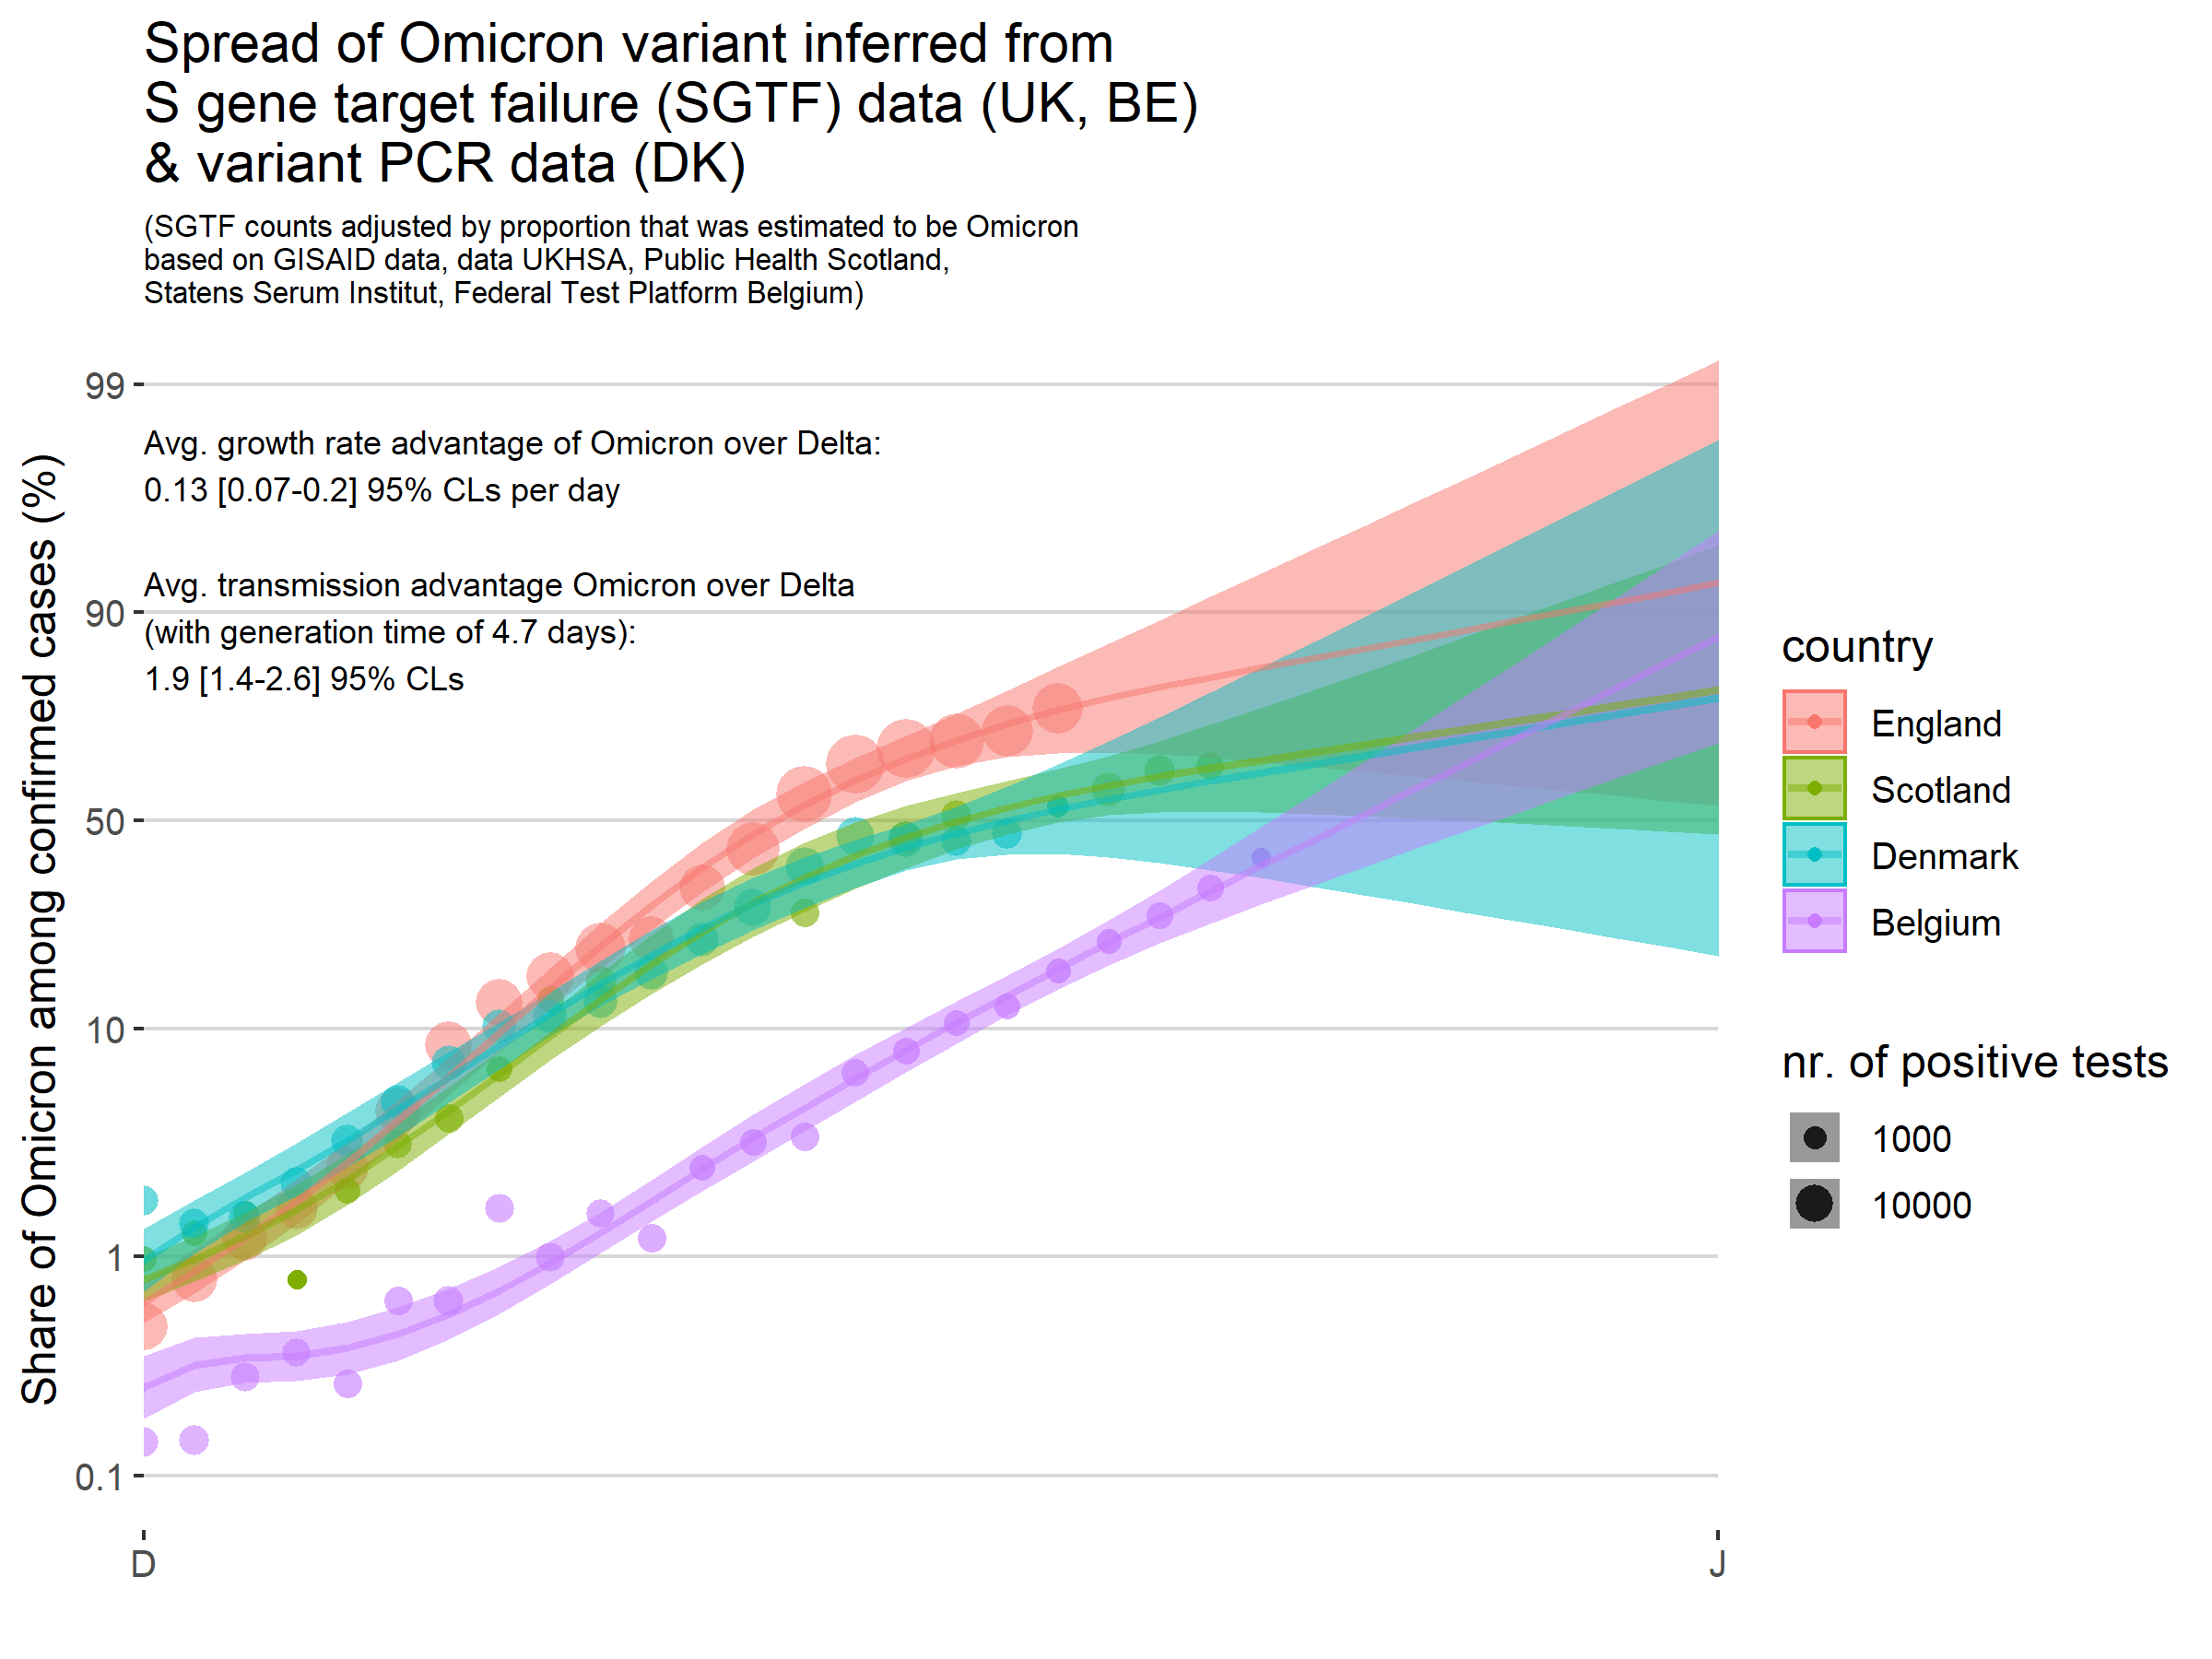 Spread of Omicron variant inferred from
S gene target failure (SGTF) data (UK, BE)
& variant PCR data (DK)
(SGTF counts adjusted by proportion that was estimated to be Omicron
based on GISAID data, data UKHSA, Public Health Scotland,
Statens Serum Institut, Federal Test Platform Belgium)
Share of Omicron among confirmed cases (%)
99
90
50
10
1
0.1
Avg. growth rate advantage of Omicron over Delta:
0.13 [0.07-0.2] 95% CLs per day
Avg. transmission advantage Omicron over Delta
(with generation time of 4.7 days):
1.9 [1.4-2.6] 95% CLs
D
J
country
England
Scotland
Denmark
Belgium
nr. of positive tests
1000
10000